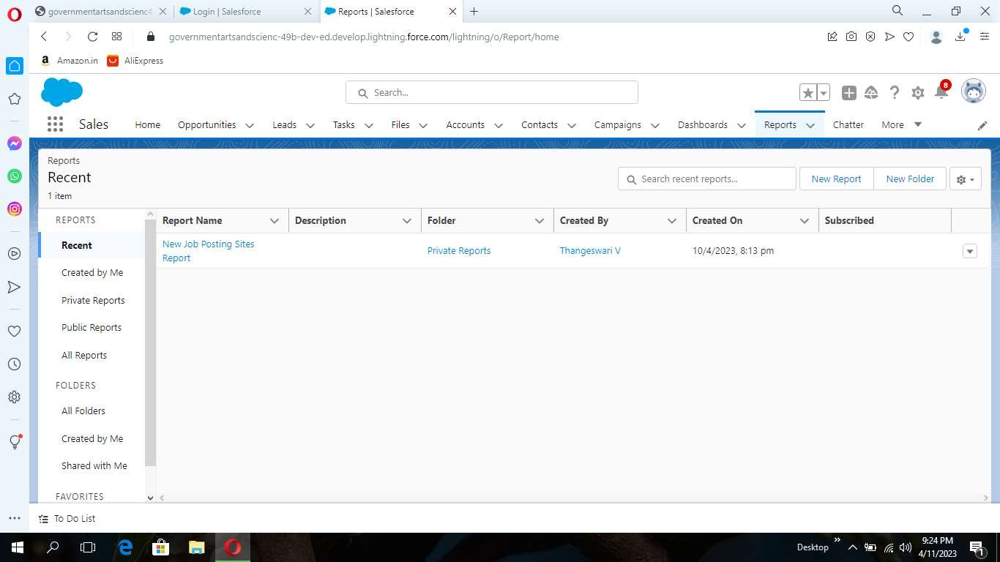 governmentartsandscienc4
Login | Salesforce
Reports | Salesforce
governmentartsandscienc-49b-dev-ed.develop.lightning.force.com/lightning/o/Report/home
a Amazon.in AliExpress
Search...
8
Sales Home Opportunities Leads Tasks Files Accounts Contacts Campaigns Dashboards Reports Chatter More
Reports
Recent
1 item
Search recent reports...
New Report New Folder
REPORTS
Recent
Created by Me
Private Reports
Public Reports
All Reports
FOLDERS
All Folders
Created by Me
Shared with Me
FAVORITES
Report Name Description Folder Created By Created On Subscribed
New Job Posting Sites
Report
Private Reports Thangeswari V 10/4/2023, 8:13 pm
To Do List
Desktop
9:24 PM
4/11/2023
1